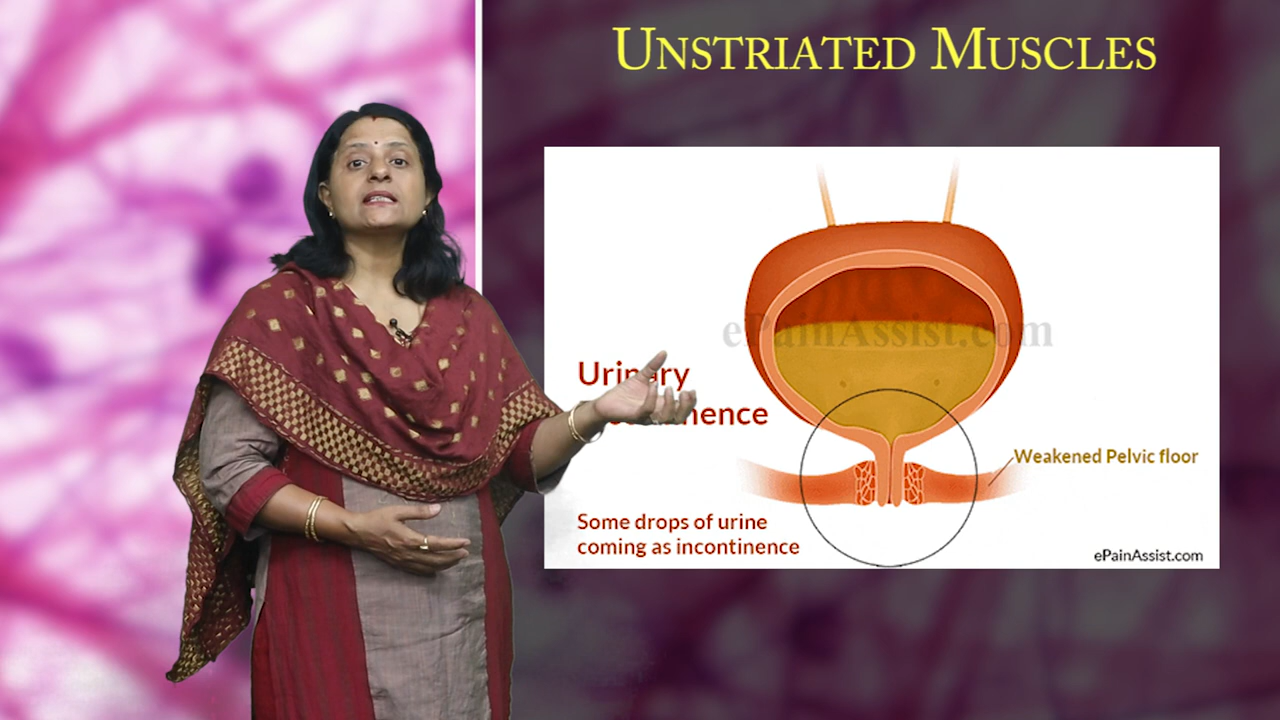 UNSTRIATED MUSCLES
ePainAssist.com
Urinary
Weakened Pelvic floor
Some drops of urine
coming as incontinence
ePainAssist.com